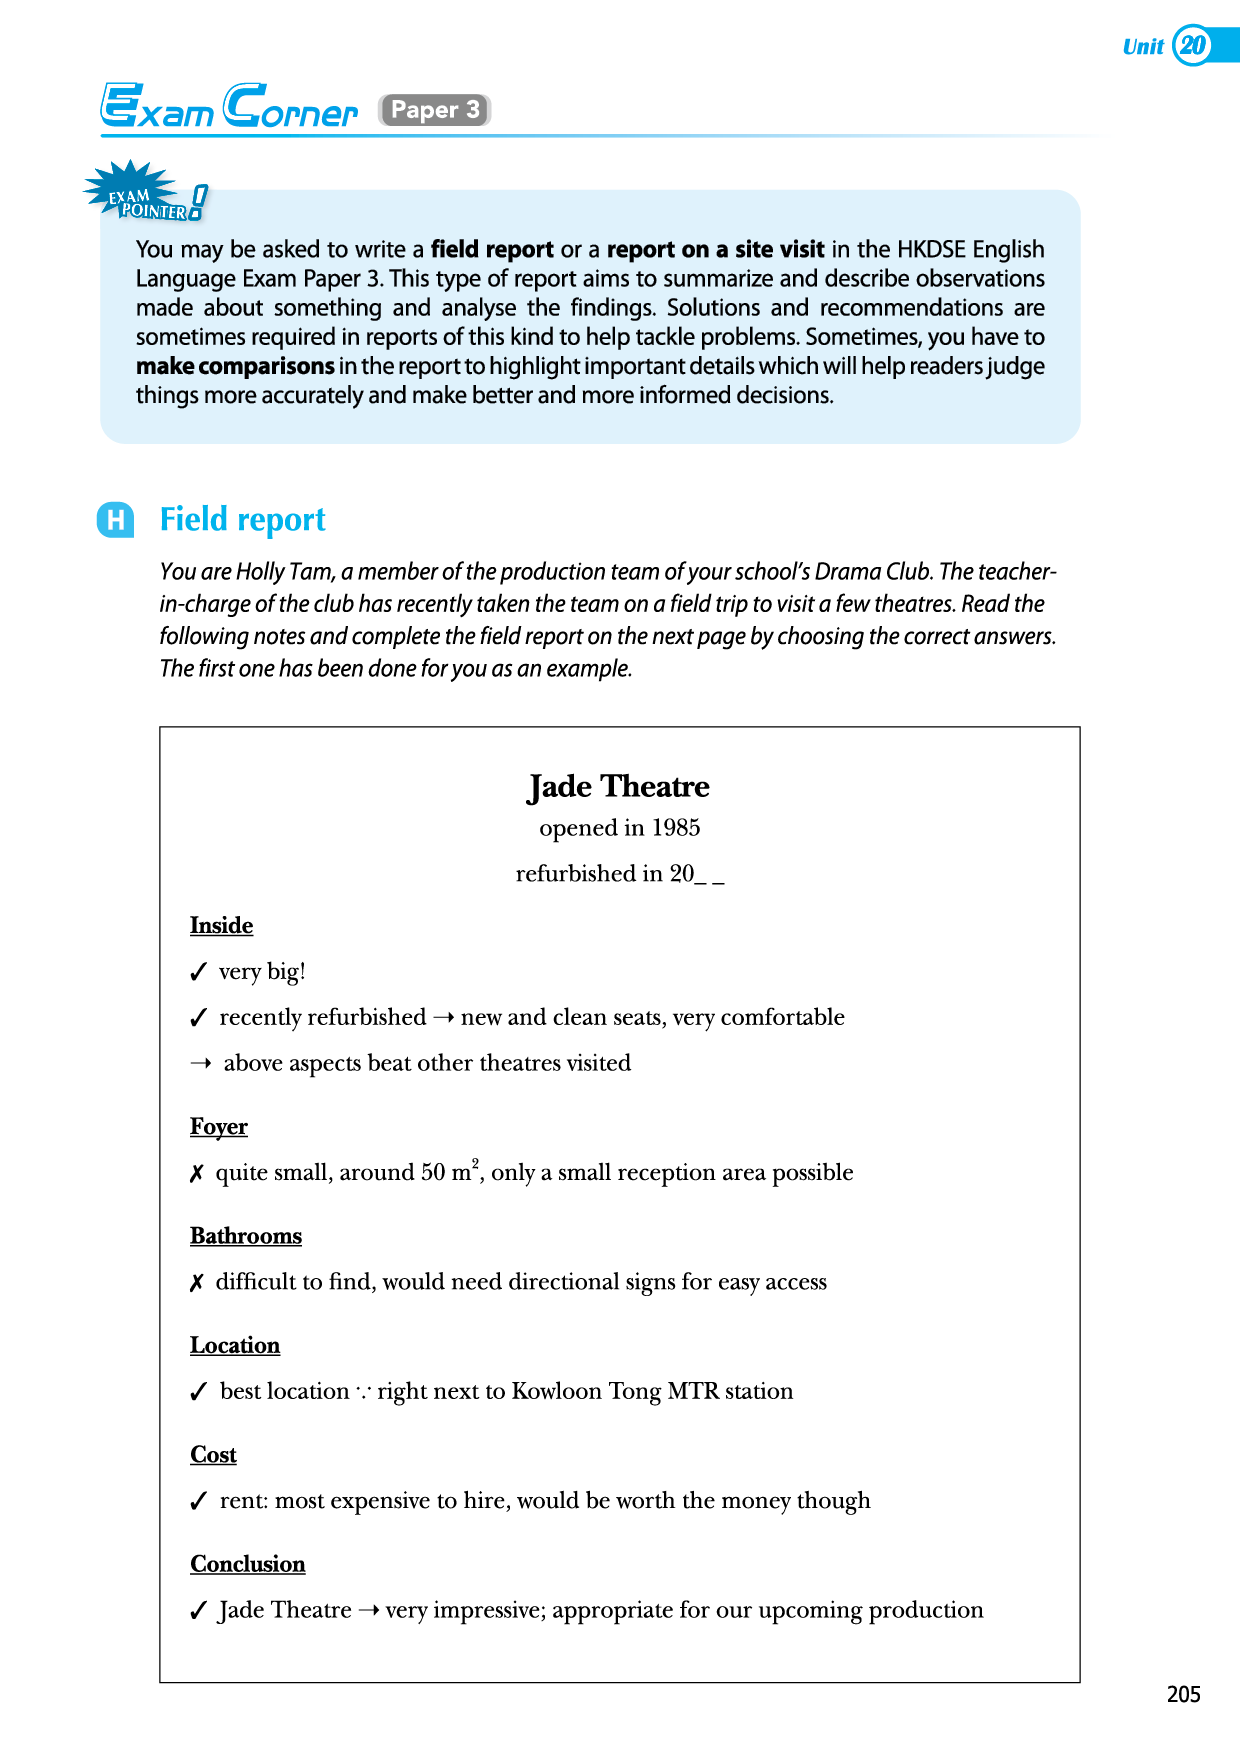 Unit 20
Exam Corner Paper 3
EXAM
POINTER!
You may be asked to write a field report or a report on a site visit in the HKDSE English
Language Exam Paper 3. This type of report aims to summarize and describe observations
made about something and analyse the findings. Solutions and recommendations are
sometimes required in reports of this kind to help tackle problems. Sometimes, you have to
make comparisons in the report to highlight important details which will help readers judge
things more accurately and make better and more informed decisions.
H Field report
You are Holly Tam, a member of the production team of your school's Drama Club. The teacher-
in-charge of the club has recently taken the team on a field trip to visit a few theatres. Read the
following notes and complete the field report on the next page by choosing the correct answers.
The first one has been done for you as an example.
Jade Theatre
opened in 1985
refurbished in 20_ _
Inside
✓ very big!
✓ recently refurbished → new and clean seats, very comfortable
→ above aspects beat other theatres visited
Foyer
✗ quite small, around 50 m², only a small reception area possible
Bathrooms
✗ difficult to find, would need directional signs for easy access
Location
✓ best location ∵ right next to Kowloon Tong MTR station
Cost
✓ rent: most expensive to hire, would be worth the money though
Conclusion
✓ Jade Theatre → very impressive; appropriate for our upcoming production
205